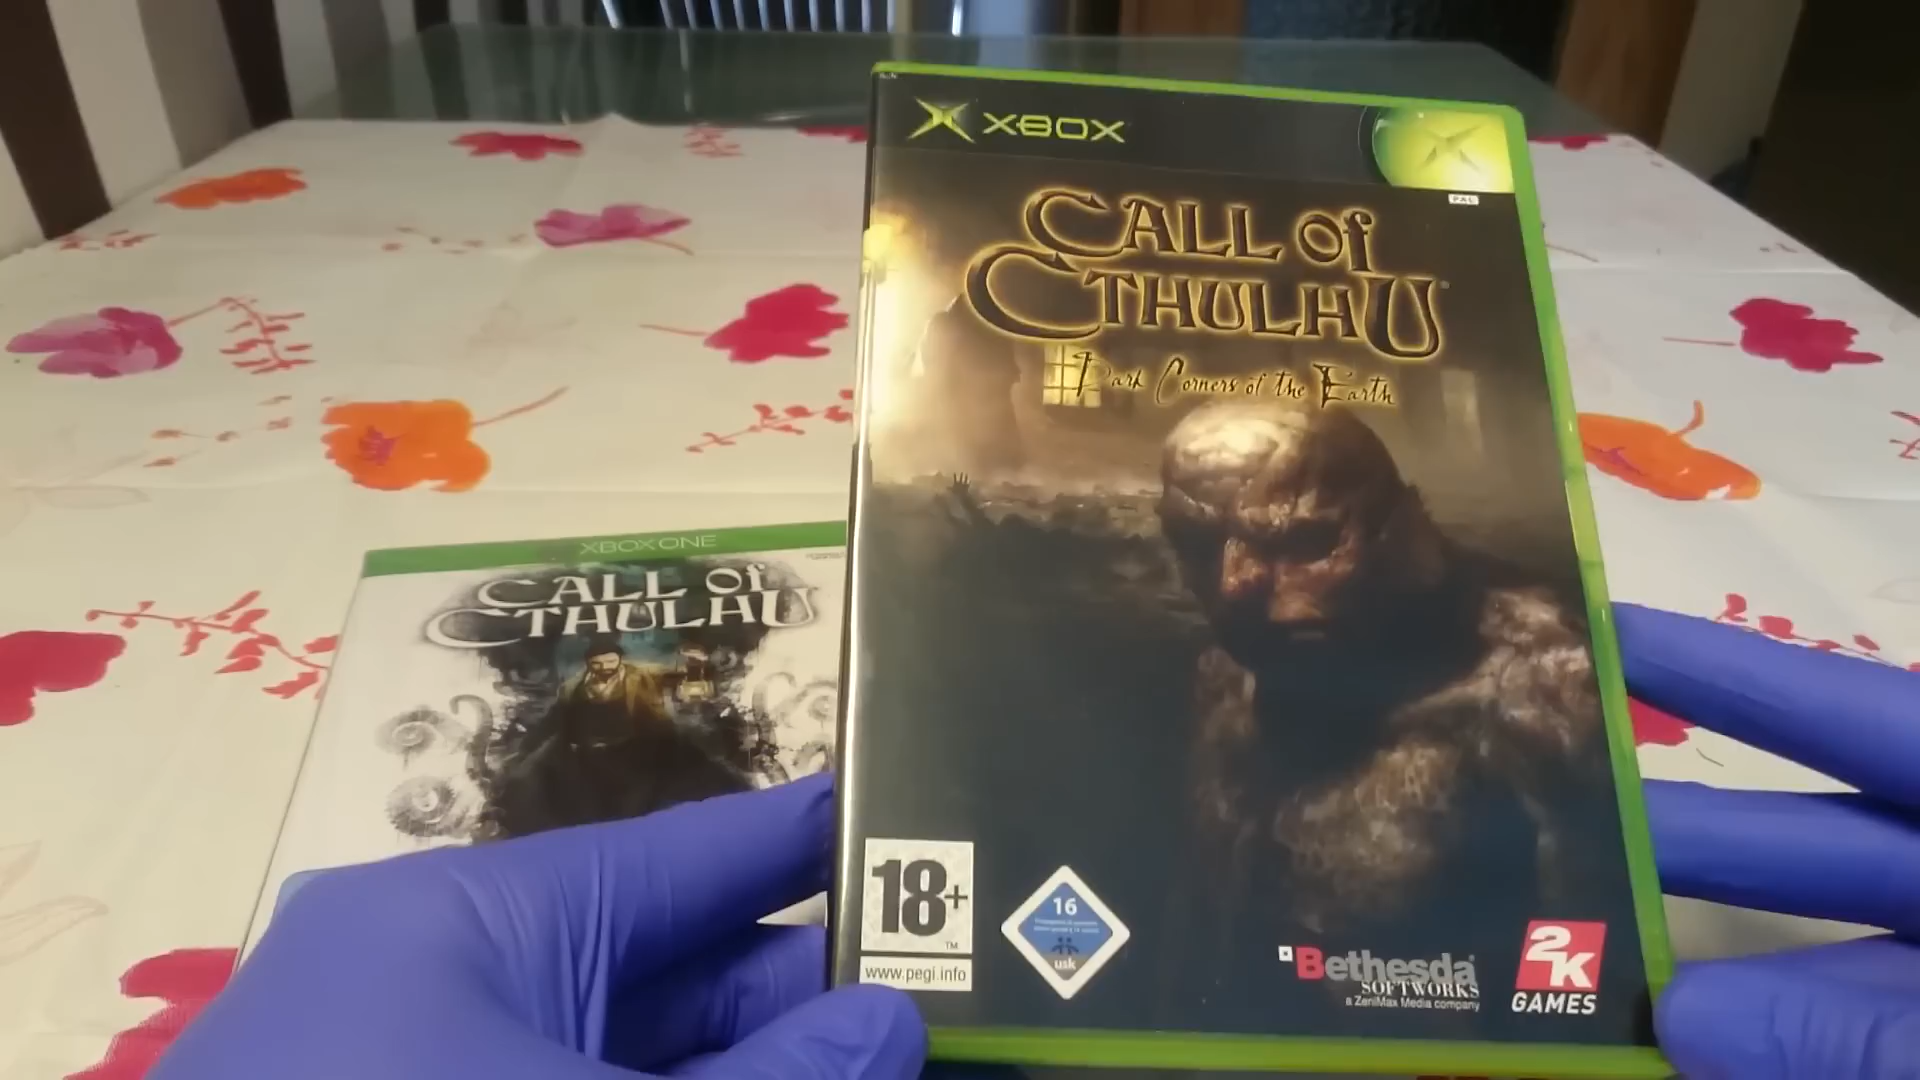 XBOX
PAL
CALL of
CTHULHU
Dark Corners of the Earth
XBOX ONE
CALL Of
CTHULHU
18+
TM
www.pegi.info
16
usk
Bethesda
SOFTWORKS
a ZeniMax Media company
2K
GAMES